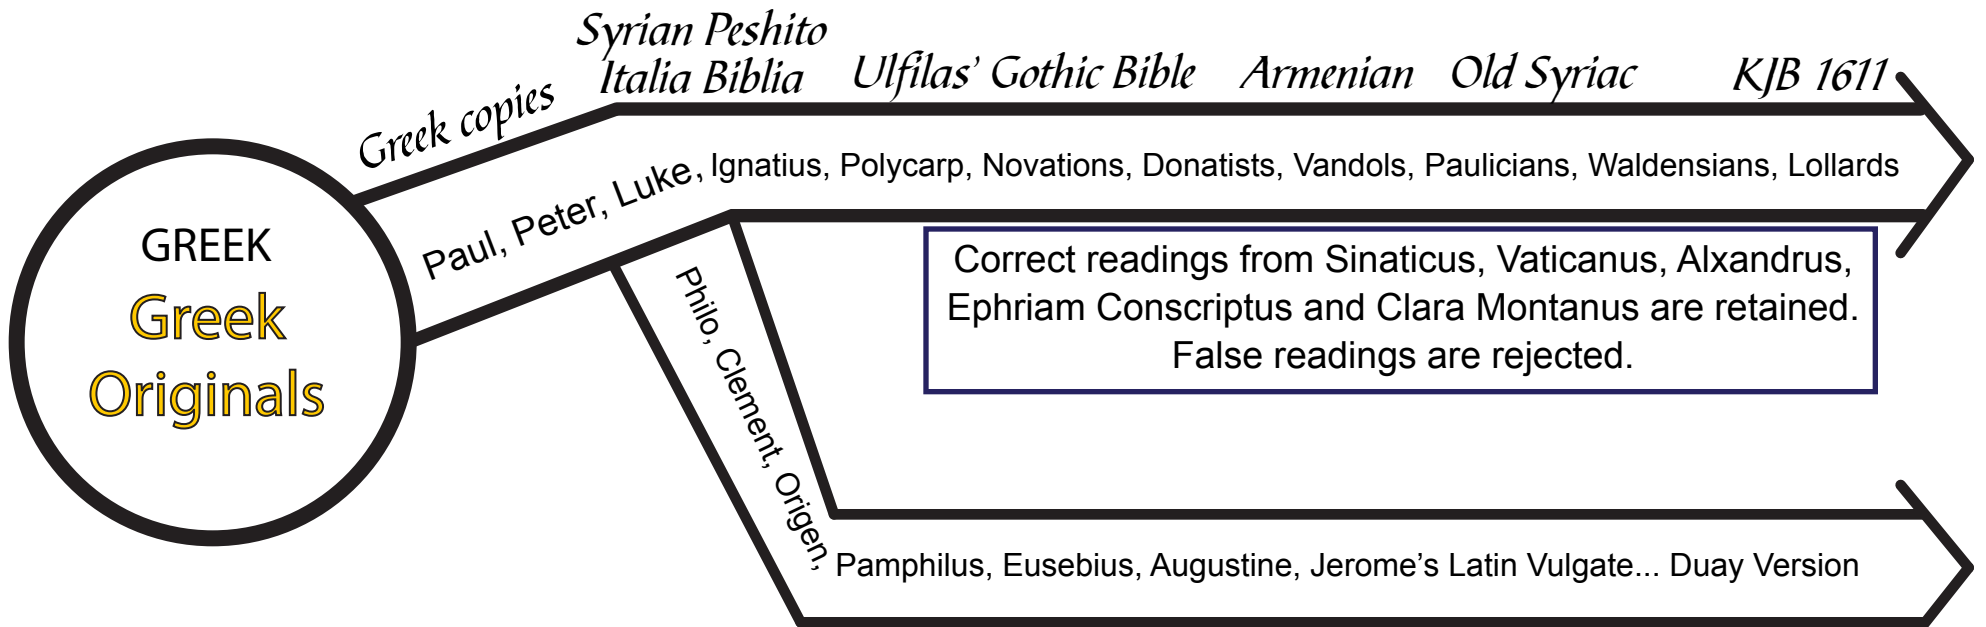 Syrian Peshito
Italia Biblia
Ulfilas' Gothic Bible
Armenian
Old Syriac
KJB 1611
Greek copies
Paul, Peter, Luke, Ignatius, Polycarp, Novations, Donatists, Vandols, Paulicians, Waldensians, Lollards
GREEK
Greek
Originals
Correct readings from Sinaticus, Vaticanus, Alxandrus,
Ephriam Conscriptus and Clara Montanus are retained.
False readings are rejected.
Philo, Clement, Origen,
Pamphilus, Eusebius, Augustine, Jerome's Latin Vulgate... Duay Version